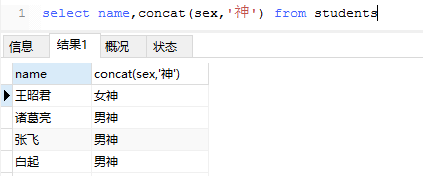 1 select name,concat(sex,'神') from students
信息 结果1 概况 状态
name concat(sex,'神')
王昭君 女神
诸葛亮 男神
张飞 男神
白起 男神